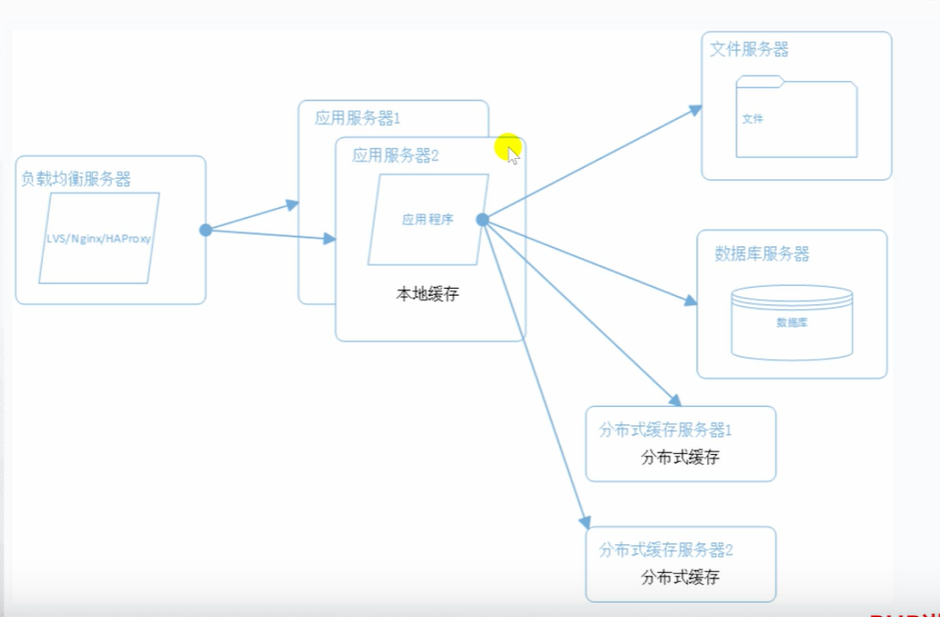 文件服务器
文件
应用服务器1
应用服务器2
应用程序
本地缓存
负载均衡服务器
LVS/Nginx/HAProxy
数据库服务器
数据库
分布式缓存服务器1
分布式缓存
分布式缓存服务器2
分布式缓存